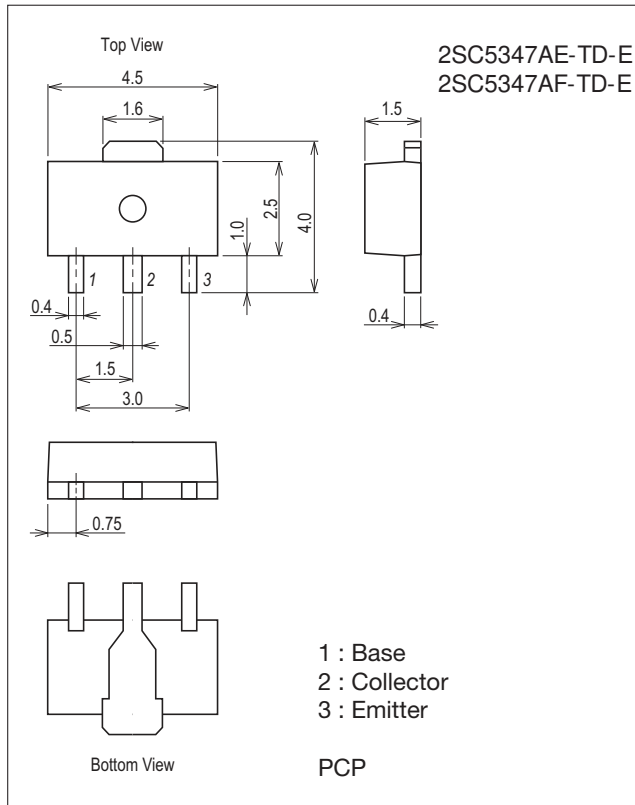 Top View
2SC5347AE-TD-E
2SC5347AF-TD-E
4.5
1.6
1.5
2.5
4.0
1.0
1
2
3
0.4
0.5
1.5
3.0
0.4
0.75
1 : Base
2 : Collector
3 : Emitter
Bottom View
PCP